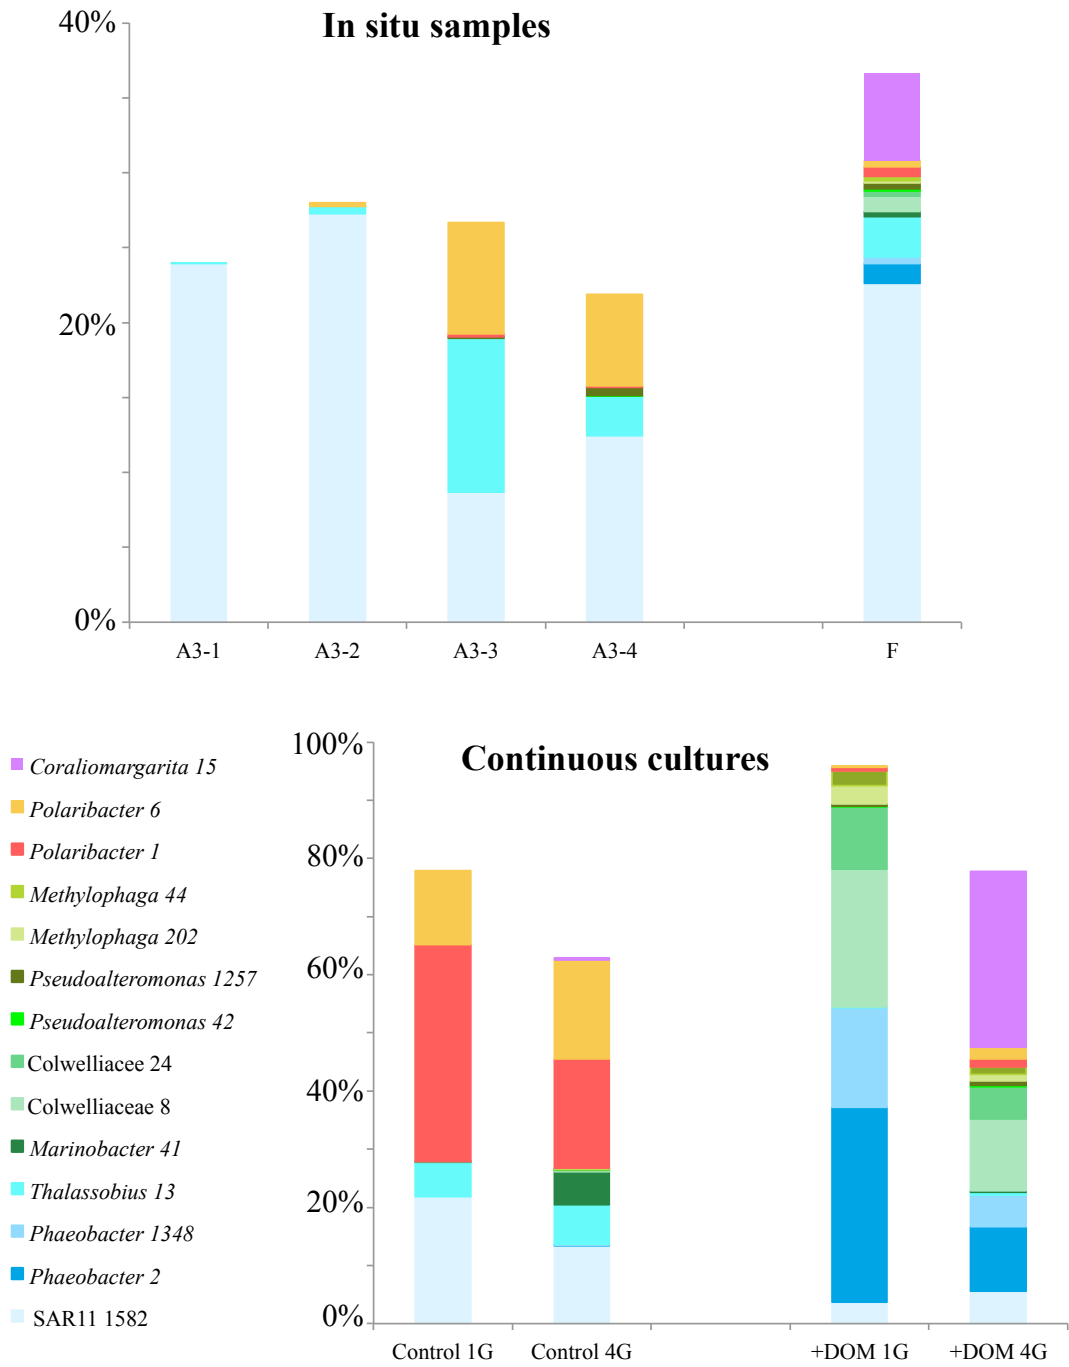 In situ samples
40%
20%
0%
A3-1
A3-2
A3-3
A3-4
F
Continuous cultures
100%
80%
60%
40%
20%
0%
Coraliomargarita 15
Polaribacter 6
Polaribacter 1
Methylophaga 44
Methylophaga 202
Pseudoalteromonas 1257
Pseudoalteromonas 42
Colwelliacee 24
Colwelliaceae 8
Marinobacter 41
Thalassobius 13
Phaeobacter 1348
Phaeobacter 2
SAR11 1582
Control 1G
Control 4G
+DOM 1G
+DOM 4G